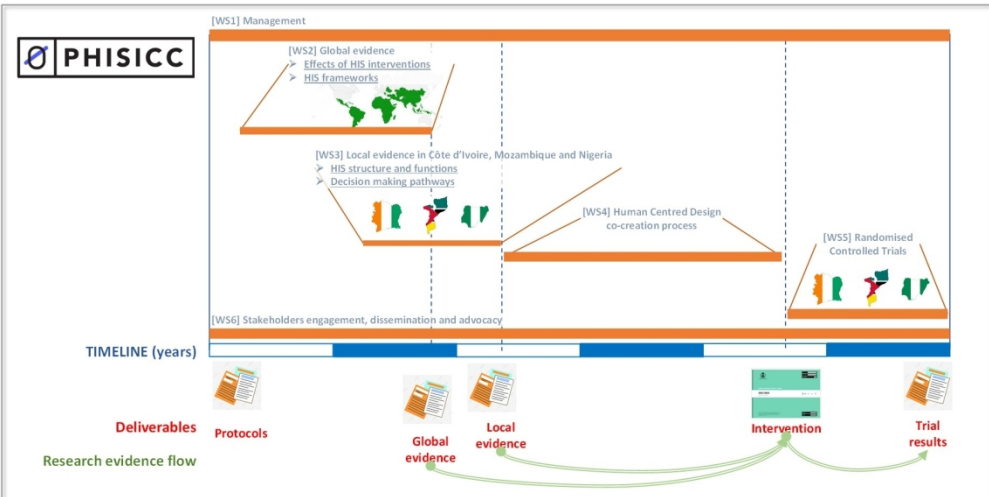 [WS1] Management
PHISICC
[WS2] Global evidence
Effects of HIS interventions
HIS frameworks
[WS3] Local evidence in Côte d'Ivoire, Mozambique and Nigeria
HIS structure and functions
Decision making pathways
[WS4] Human Centred Design
co-creation process
[WS5] Randomised
Controlled Trials
[WS6] Stakeholders engagement, dissemination and advocacy
TIMELINE (years)
Deliverables
Protocols
Global
evidence
Local
evidence
Intervention
Trial
results
Research evidence flow